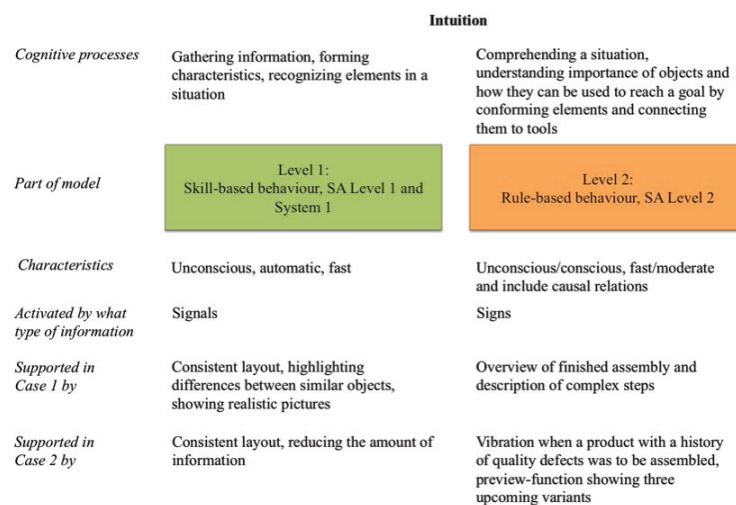 Intuition
Cognitive processes
Gathering information, forming
characteristics, recognizing elements in a
situation
Comprehending a situation,
understanding importance of objects and
how they can be used to reach a goal by
conforming elements and connecting
them to tools
Part of model
Level 1:
Skill-based behaviour, SA Level 1 and
System 1
Level 2:
Rule-based behaviour, SA Level 2
Characteristics
Unconscious, automatic, fast
Unconscious/conscious, fast/moderate
and include causal relations
Activated by what
type of information
Signals
Signs
Supported in
Case 1 by
Consistent layout, highlighting
differences between similar objects,
showing realistic pictures
Overview of finished assembly and
description of complex steps
Supported in
Case 2 by
Consistent layout, reducing the amount of
information
Vibration when a product with a history
of quality defects was to be assembled,
preview-function showing three
upcoming variants